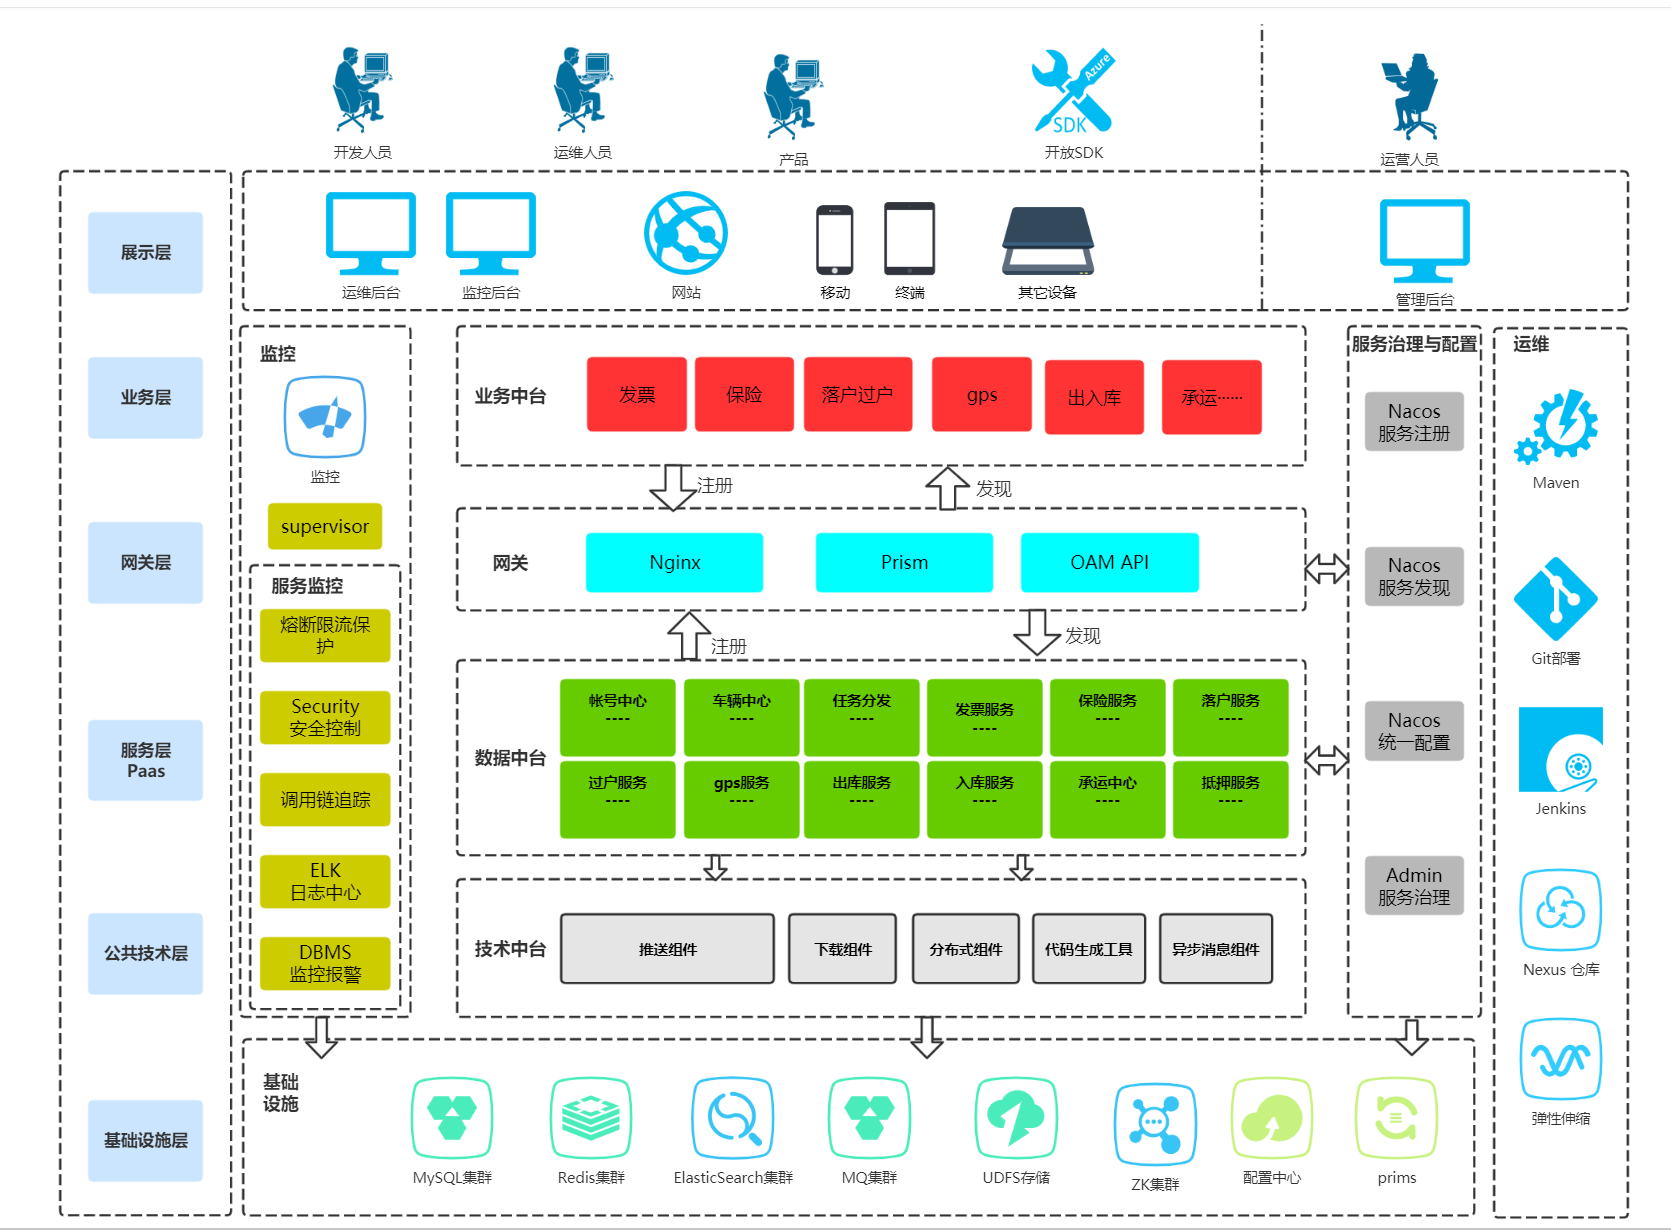 开发人员
运维人员
产品
Azure
SDK
开放SDK
运营人员
展示层
业务层
网关层
服务层
Paas
公共技术层
基础设施层
运维后台
监控后台
网站
移动
终端
其它设备
管理后台
监控
监控
supervisor
服务监控
熔断限流保
护
Security
安全控制
调用链追踪
ELK
日志中心
DBMS
监控报警
业务中台
发票
保险
落户过户
gps
出入库
承运······
注册
发现
网关
Nginx
Prism
OAM API
注册
发现
数据中台
帐号中心
----
车辆中心
----
任务分发
----
发票服务
----
保险服务
----
落户服务
----
过户服务
----
gps服务
----
出库服务
----
入库服务
----
承运中心
----
抵押服务
----
技术中台
推送组件
下载组件
分布式组件
代码生成工具
异步消息组件
服务治理与配置
Nacos
服务注册
Nacos
服务发现
Nacos
统一配置
Admin
服务治理
运维
Maven
Git部署
Jenkins
Nexus 仓库
弹性伸缩
基础
设施
MySQL集群
Redis集群
ElasticSearch集群
MQ集群
UDFS存储
ZK集群
配置中心
prims